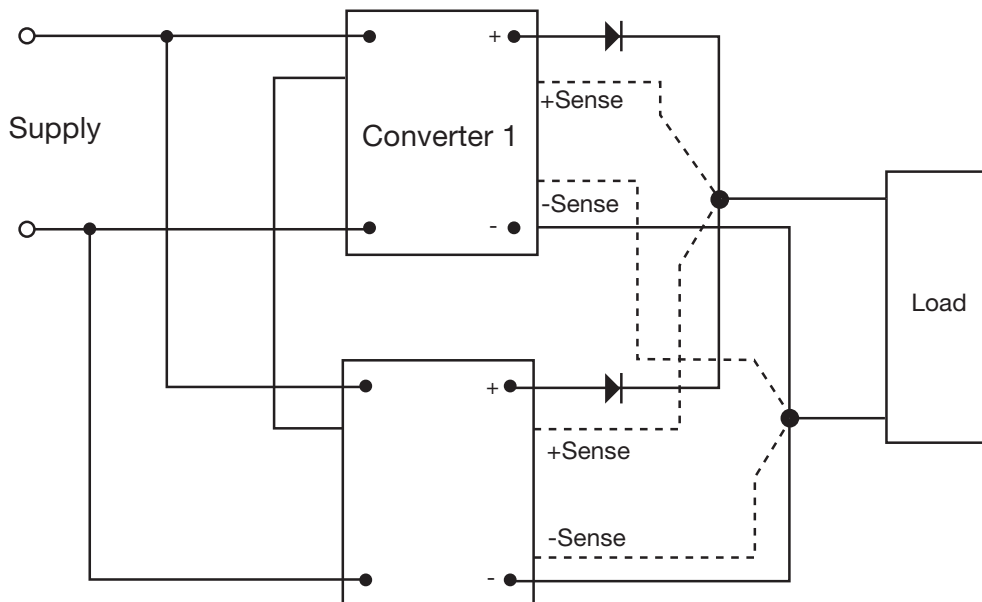 +
+Sense
Supply
Converter 1
-Sense
-
Load
+
+Sense
-Sense
-